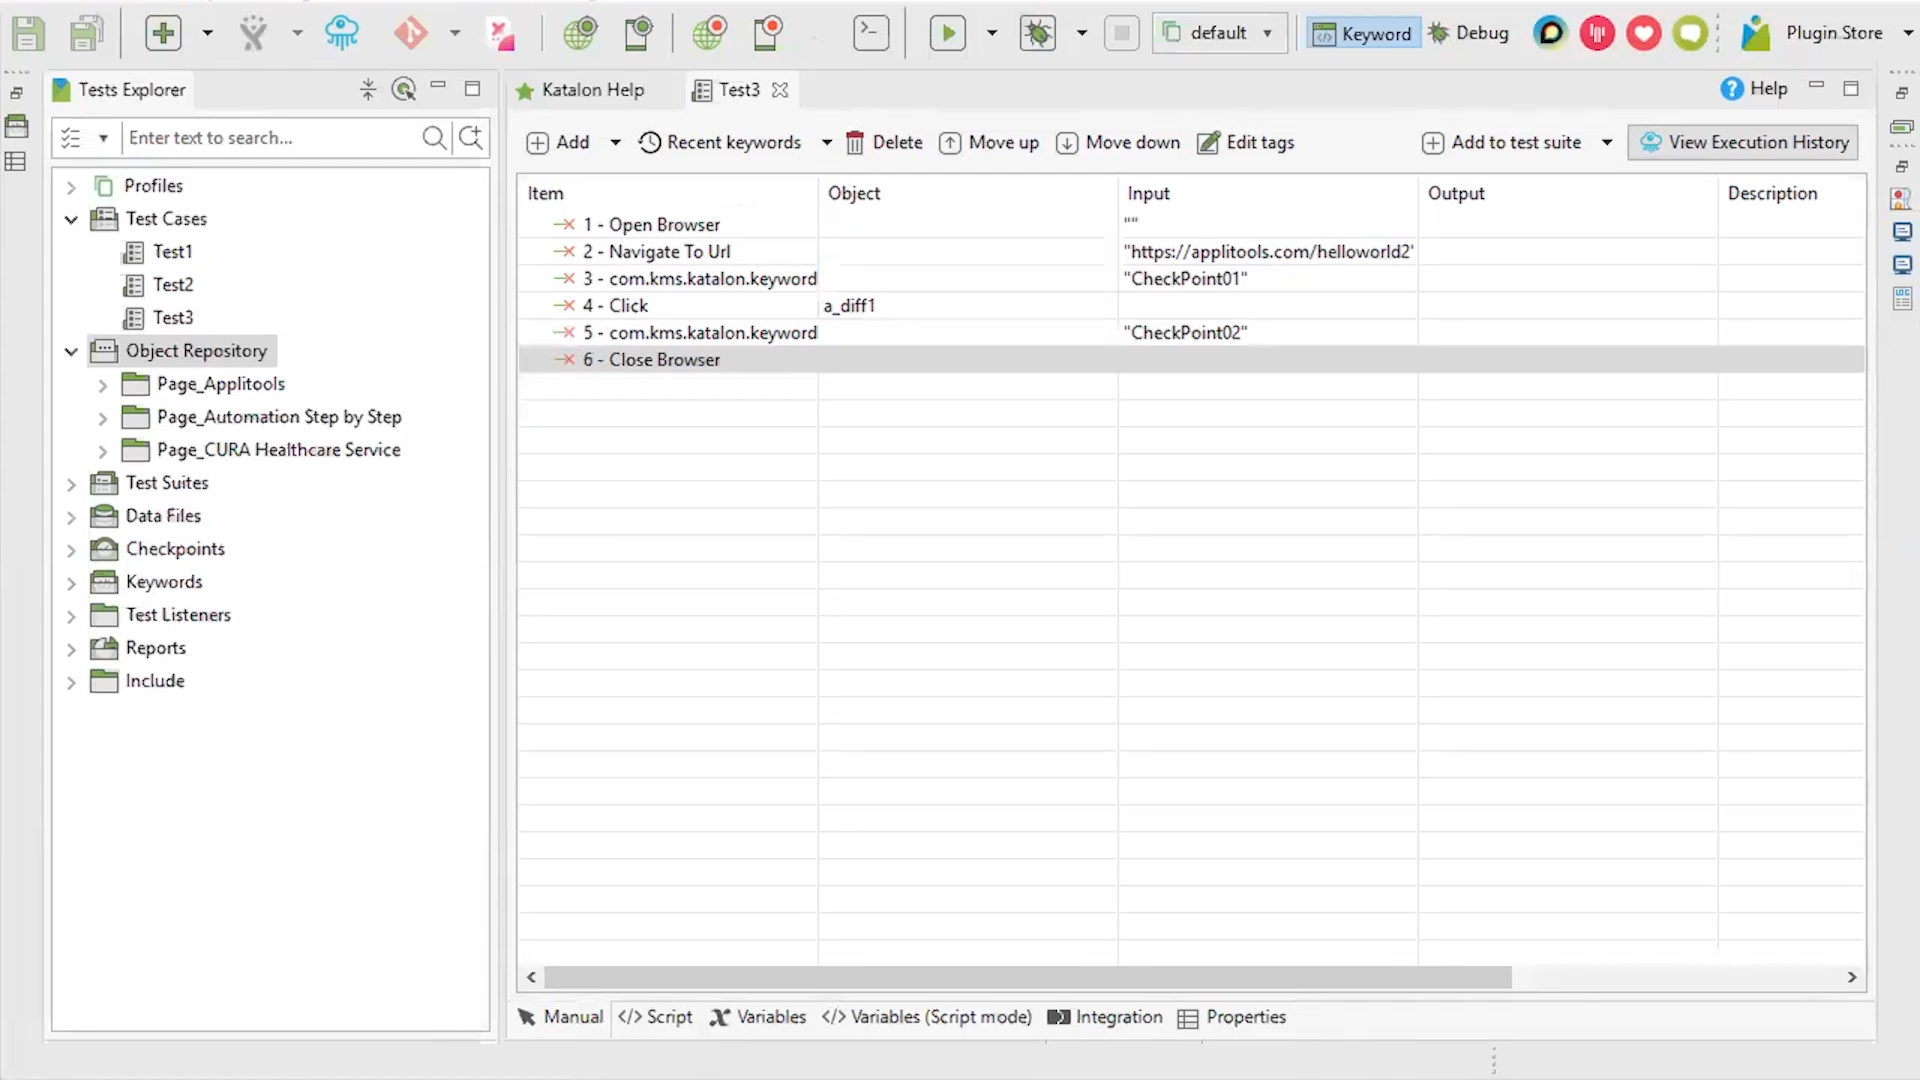 default
Keyword
Debug
Plugin Store
Tests Explorer
Katalon Help
Test3
Help
Enter text to search...
Add
Recent keywords
Delete
Move up
Move down
Edit tags
Add to test suite
View Execution History
Item
Object
Input
Output
Description
Profiles
Test Cases
Test1
Test2
Test3
Object Repository
Page_Applitools
Page_Automation Step by Step
Page_CURA Healthcare Service
Test Suites
Data Files
Checkpoints
Keywords
Test Listeners
Reports
Include
1 - Open Browser
""
2 - Navigate To Url
"https://applitools.com/helloworld2'
3 - com.kms.katalon.keyword
"CheckPoint01"
4 - Click
a_diff1
5 - com.kms.katalon.keyword
"CheckPoint02"
6 - Close Browser
Manual
</> Script
Variables
</> Variables (Script mode)
Integration
Properties